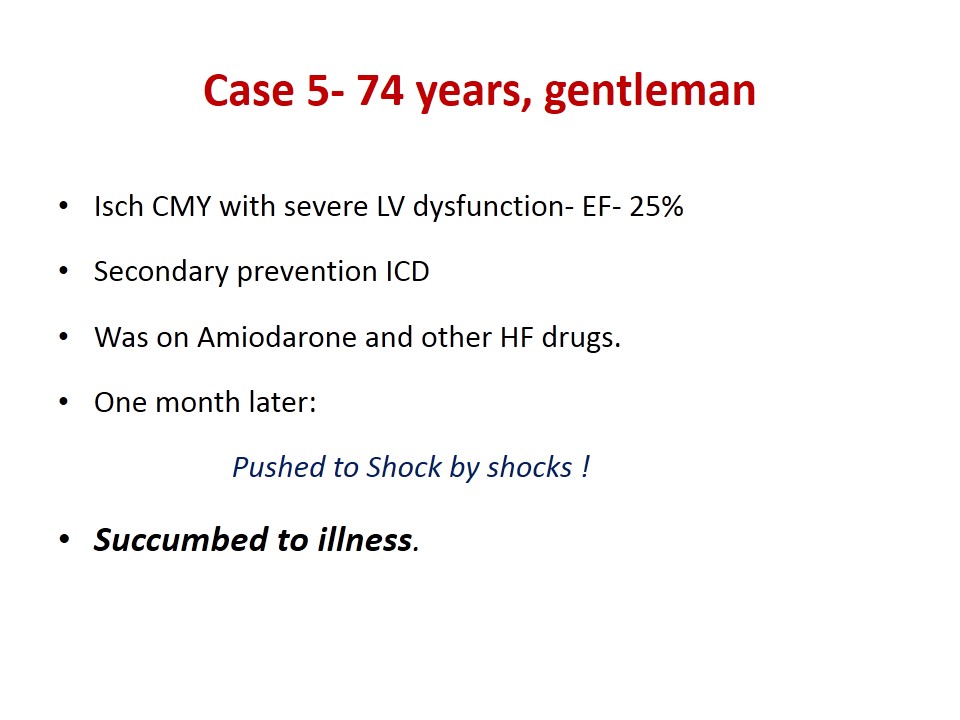 Case 5- 74 years, gentleman
• Isch CMY with severe LV dysfunction- EF- 25%
• Secondary prevention ICD
• Was on Amiodarone and other HF drugs.
• One month later:
Pushed to Shock by shocks !
• Succumbed to illness.